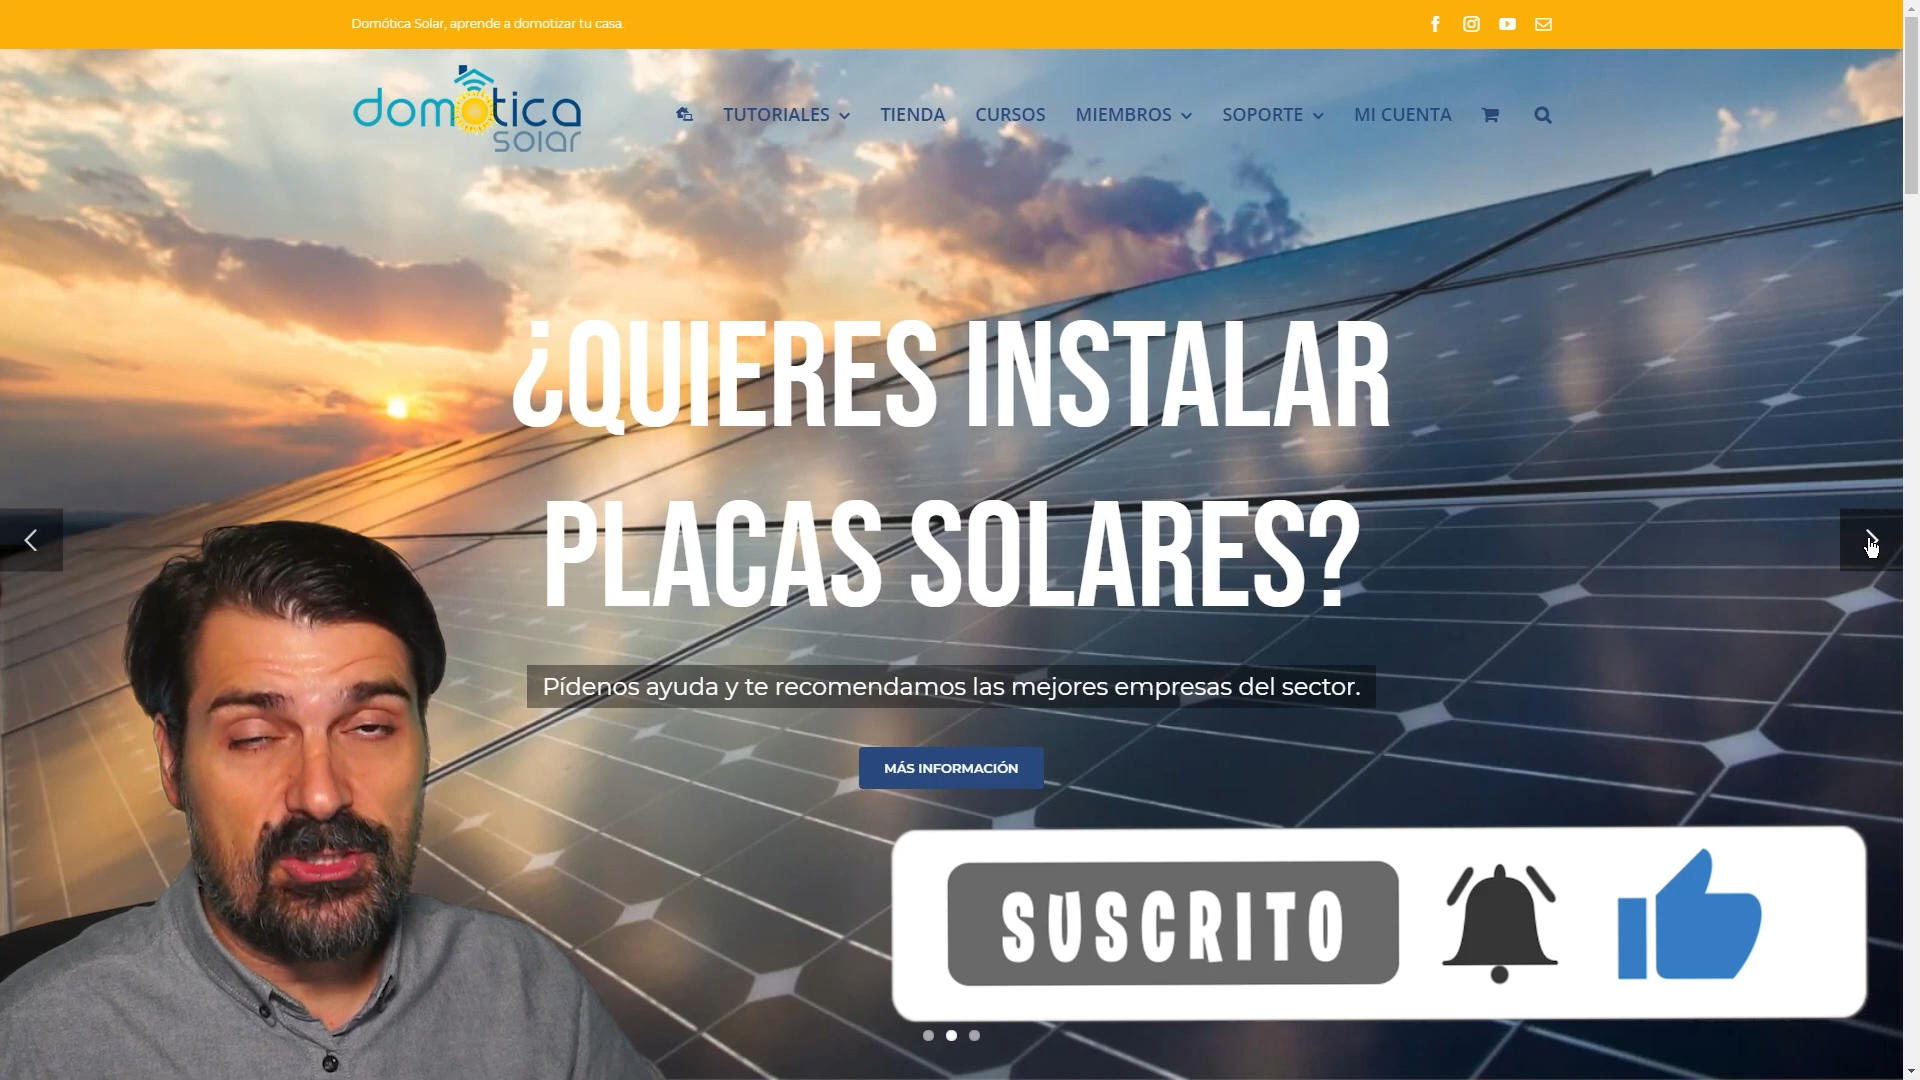 Domótica Solar, aprende a domotizar tu casa.
domótica
solar
TUTORIALES
TIENDA
CURSOS
MIEMBROS
SOPORTE
MI CUENTA
¿QUIERES INSTALAR
PLACAS SOLARES?
Pídenos ayuda y te recomendamos las mejores empresas del sector.
MÁS INFORMACIÓN
SUSCRITO